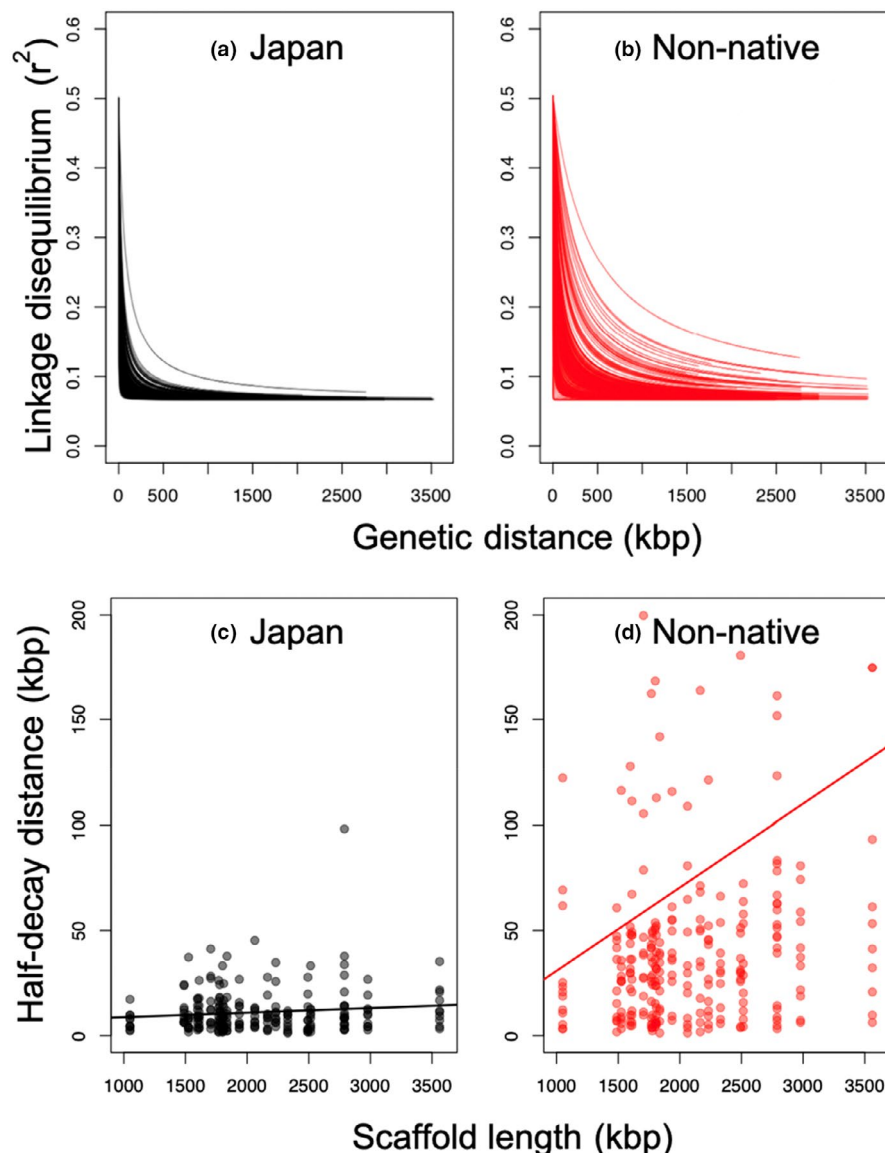 (a) Japan
(b) Non-native
Linkage disequilibrium (r²)
0.0 0.1 0.2 0.3 0.4 0.5 0.6
0.0 0.1 0.2 0.3 0.4 0.5 0.6
0 500 1500 2500 3500
0 500 1500 2500 3500
Genetic distance (kbp)
(c) Japan
(d) Non-native
Half-decay distance (kbp)
0 50 100 150 200
0 50 100 150 200
1000 1500 2000 2500 3000 3500
1000 1500 2000 2500 3000 3500
Scaffold length (kbp)